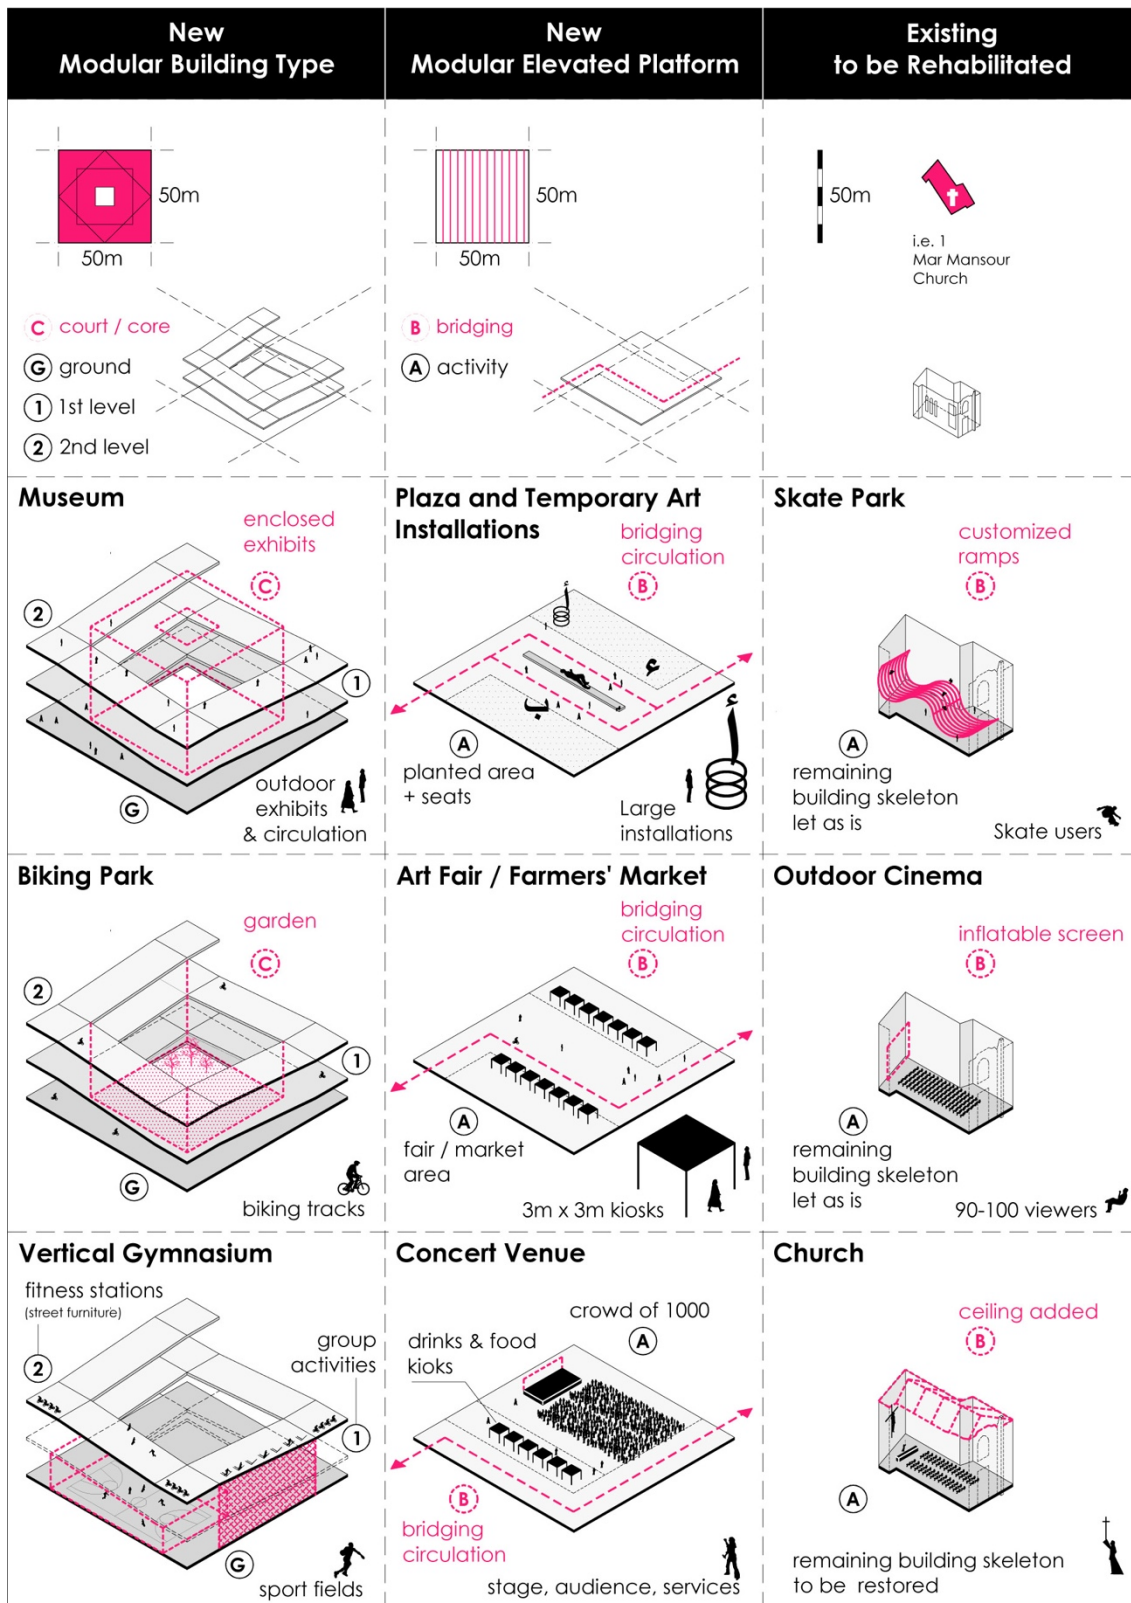 New
Modular Building Type
New
Modular Elevated Platform
Existing
to be Rehabilitated
50m
50m
C court / core
G ground
1 1st level
2 2nd level
50m
50m
B bridging
A activity
50m
i.e. 1
Mar Mansour
Church
Museum
enclosed
exhibits
C
2
1
G
outdoor
exhibits
& circulation
Plaza and Temporary Art
Installations
bridging
circulation
B
ع
ب
A
planted area
+ seats
Large
installations
Skate Park
customized
ramps
B
A
remaining
building skeleton
let as is
Skate users
Biking Park
garden
C
2
1
G
biking tracks
Art Fair / Farmers' Market
bridging
circulation
B
A
fair / market
area
3m x 3m kiosks
Outdoor Cinema
inflatable screen
B
A
remaining
building skeleton
let as is
90-100 viewers
Vertical Gymnasium
fitness stations
(street furniture)
2
group
activities
1
G
sport fields
Concert Venue
crowd of 1000
A
drinks & food
kioks
B
bridging
circulation
stage, audience, services
Church
ceiling added
B
A
remaining building skeleton
to be restored